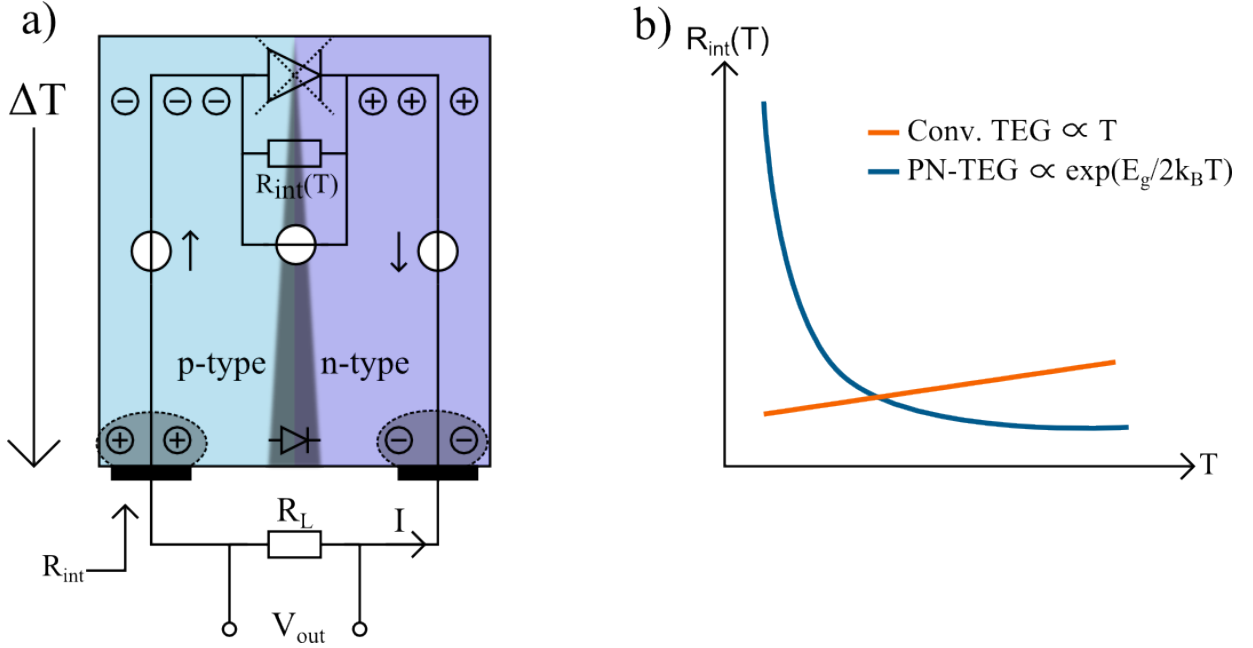 a)
ΔT
⊖ ⊖ ⊖
⊕ ⊕ ⊕
R_int(T)
p-type
n-type
⊕ ⊕
⊖ ⊖
R_L
I
R_int
V_out
b)
R_int(T)
Conv. TEG ∝ T
PN-TEG ∝ exp(E_g/2k_BT)
T